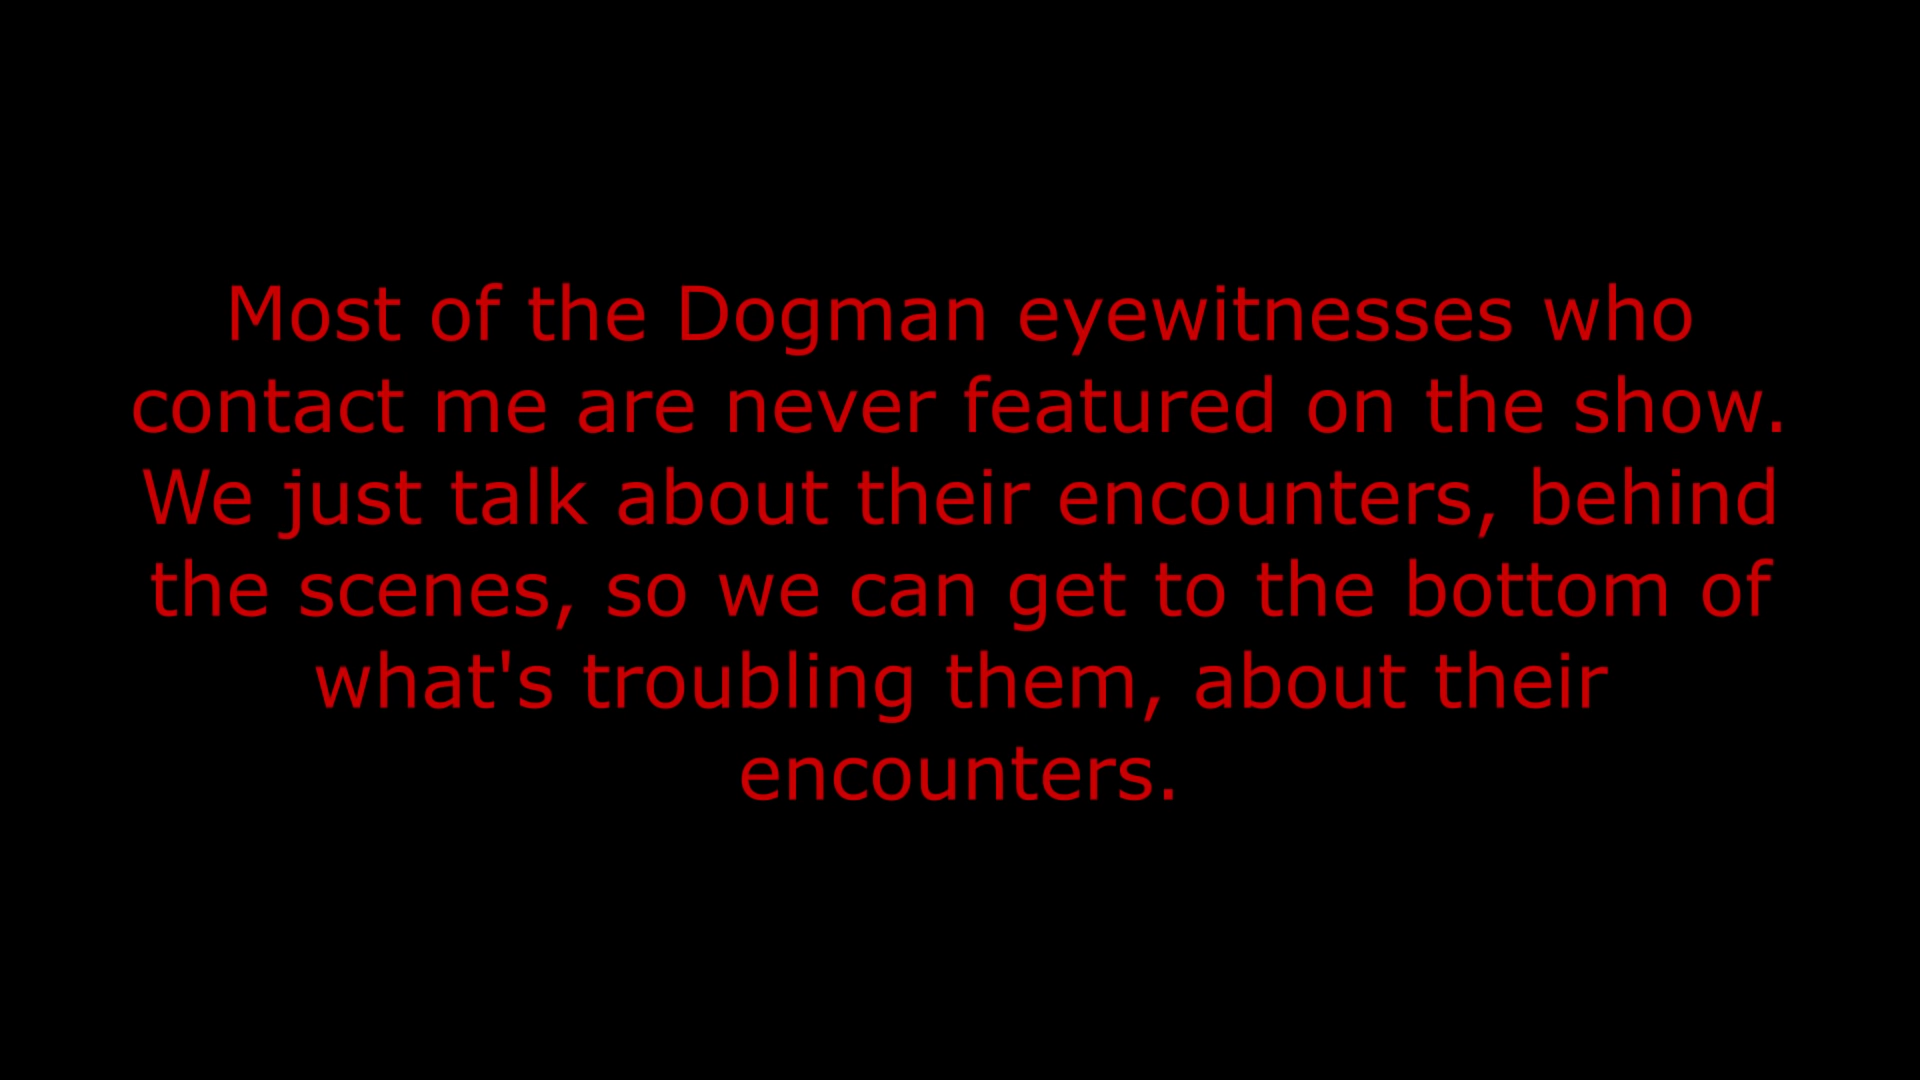 Most of the Dogman eyewitnesses who
contact me are never featured on the show.
We just talk about their encounters, behind
the scenes, so we can get to the bottom of
what's troubling them, about their
encounters.